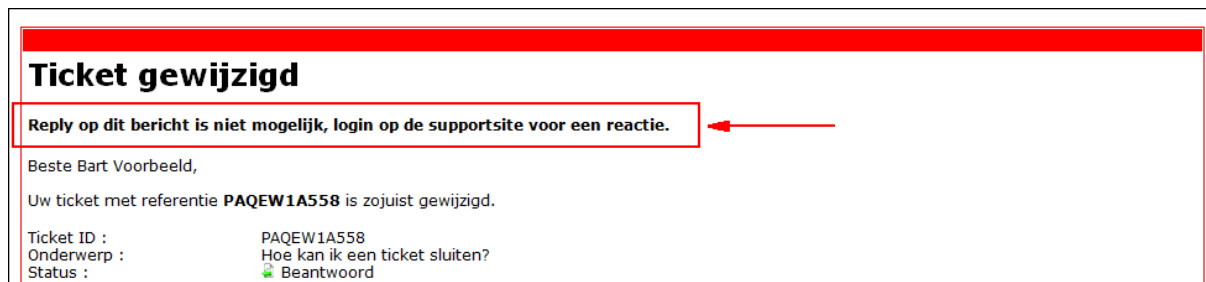 Ticket gewijzigd
Reply op dit bericht is niet mogelijk, login op de supportsite voor een reactie.
Beste Bart Voorbeeld,
Uw ticket met referentie PAQEW1A558 is zojuist gewijzigd.
Ticket ID : PAQEW1A558
Onderwerp : Hoe kan ik een ticket sluiten?
Status : Beantwoord